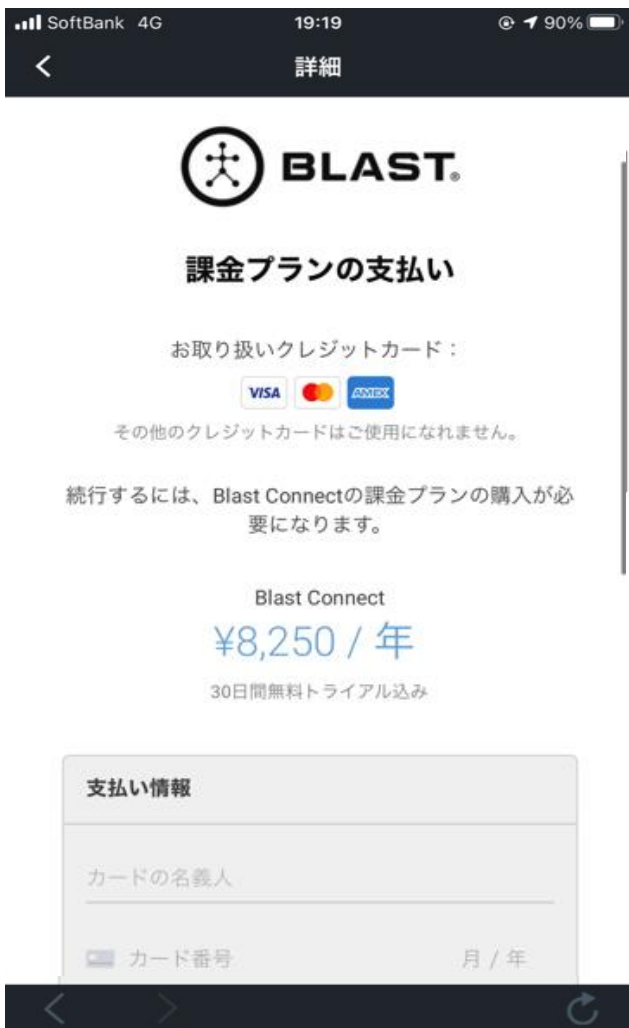 SoftBank 4G 19:19 90%
詳細
BLAST®
課金プランの支払い
お取り扱いクレジットカード：
VISA AMEX
その他のクレジットカードはご使用になれません。
続行するには、Blast Connectの課金プランの購入が必
要になります。
Blast Connect
¥8,250 / 年
30日間無料トライアル込み
支払い情報
カードの名義人
カード番号 月 / 年